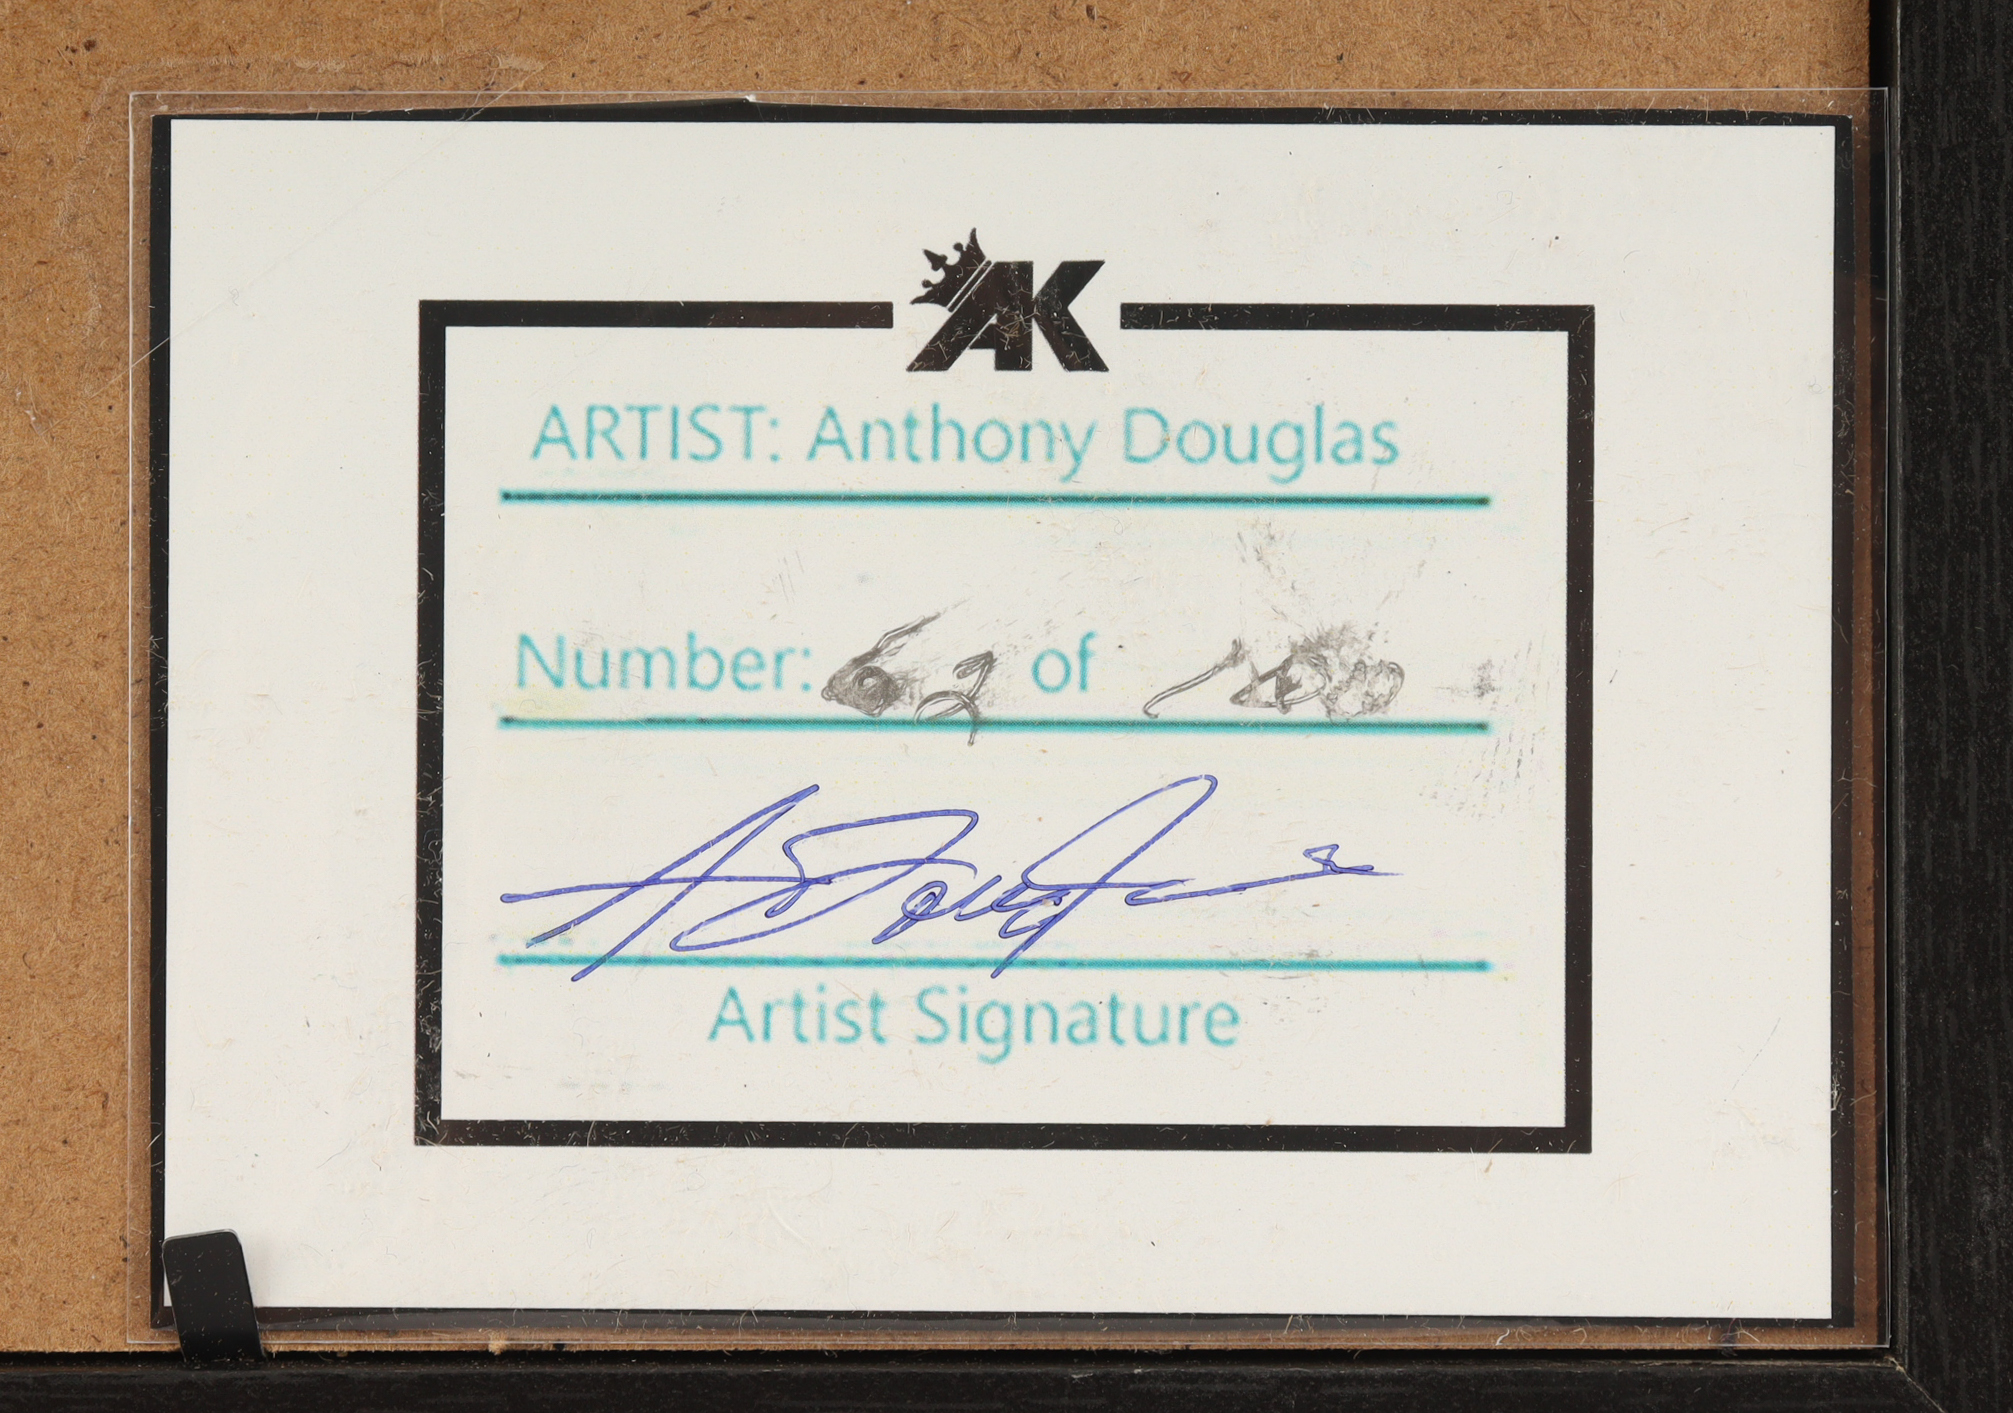 AK
ARTIST: Anthony Douglas
Number: of
Artist Signature